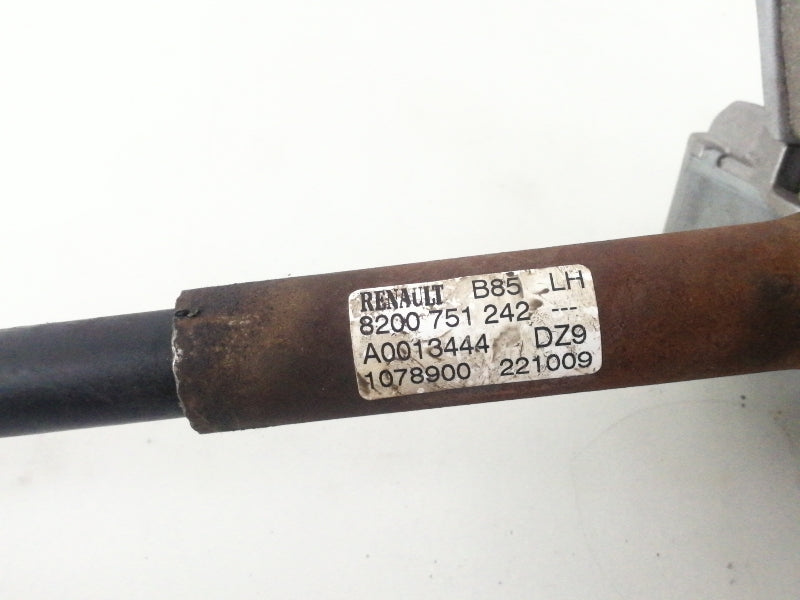 RENAULT B85 LH
8200 751 242 ---
A0013444 DZ9
1078900 221009